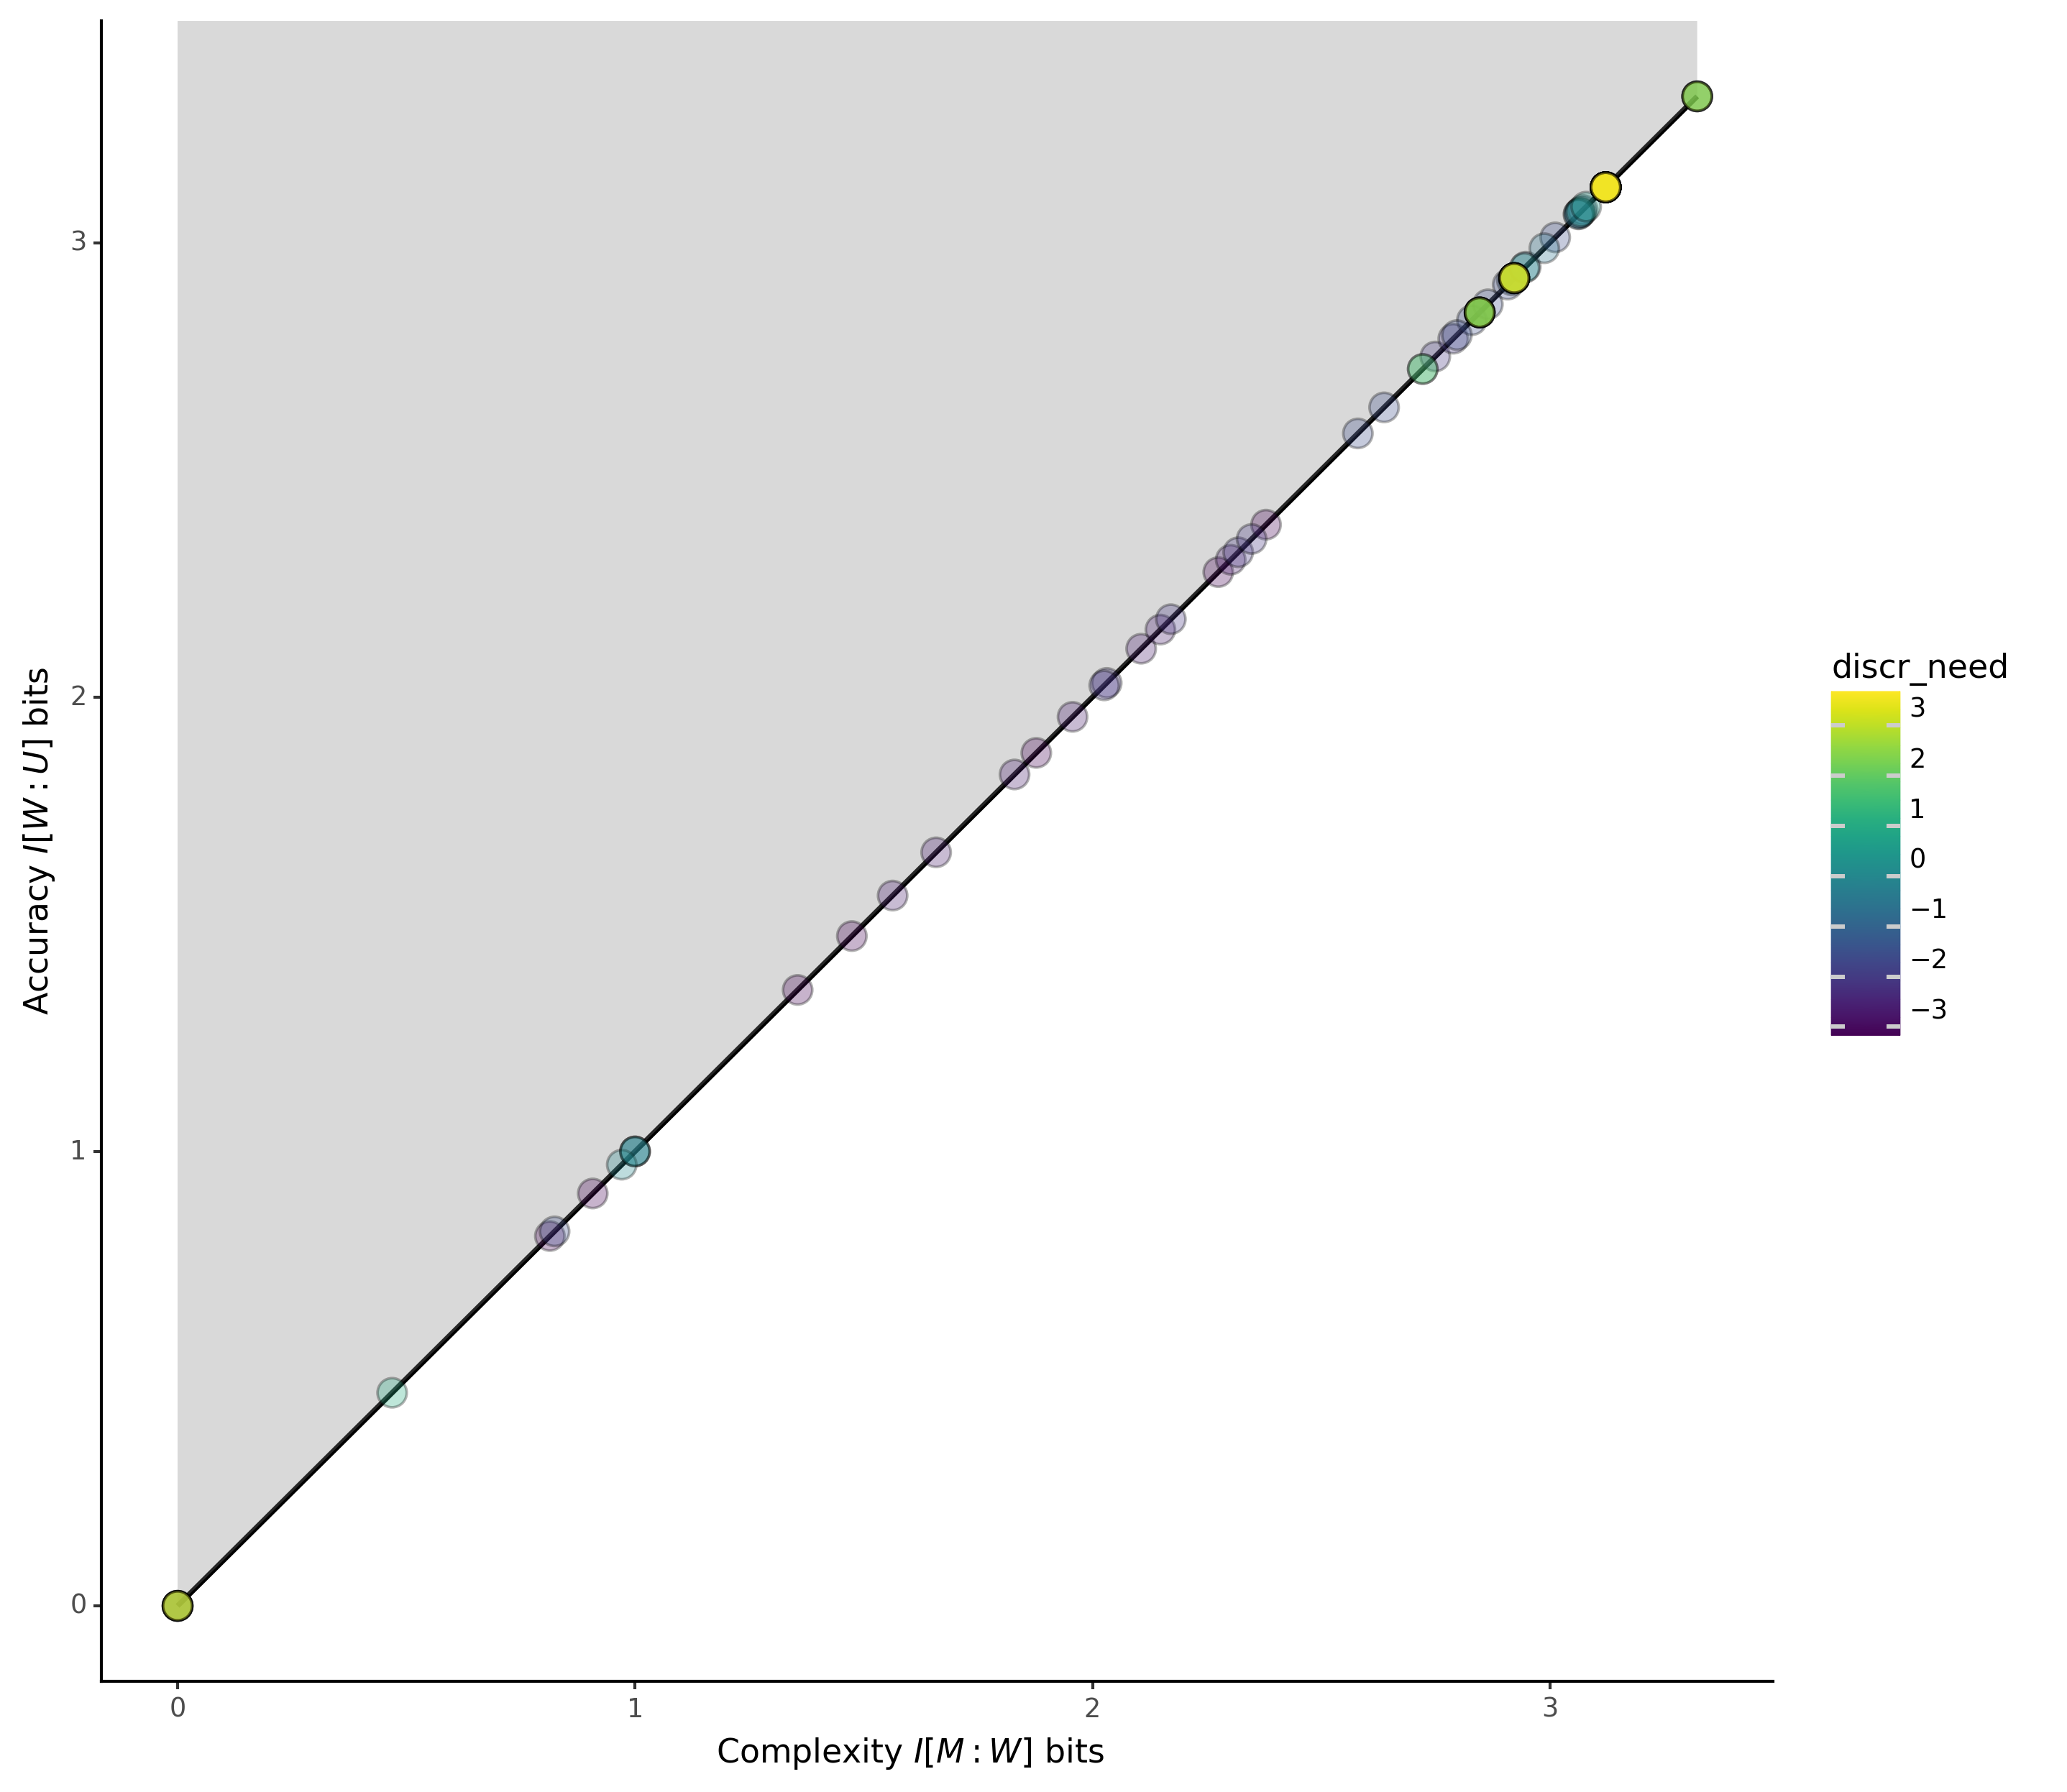 3
2
1
0
Accuracy I[W : U] bits
0 1 2 3
Complexity I[M : W] bits
discr_need
3
2
1
0
−1
−2
−3